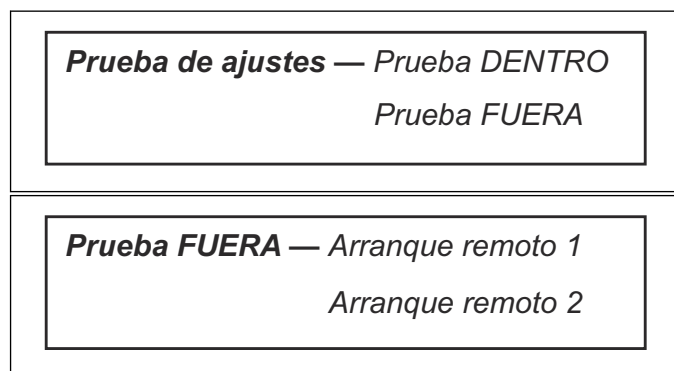 Prueba de ajustes — Prueba DENTRO
Prueba FUERA
Prueba FUERA — Arranque remoto 1
Arranque remoto 2